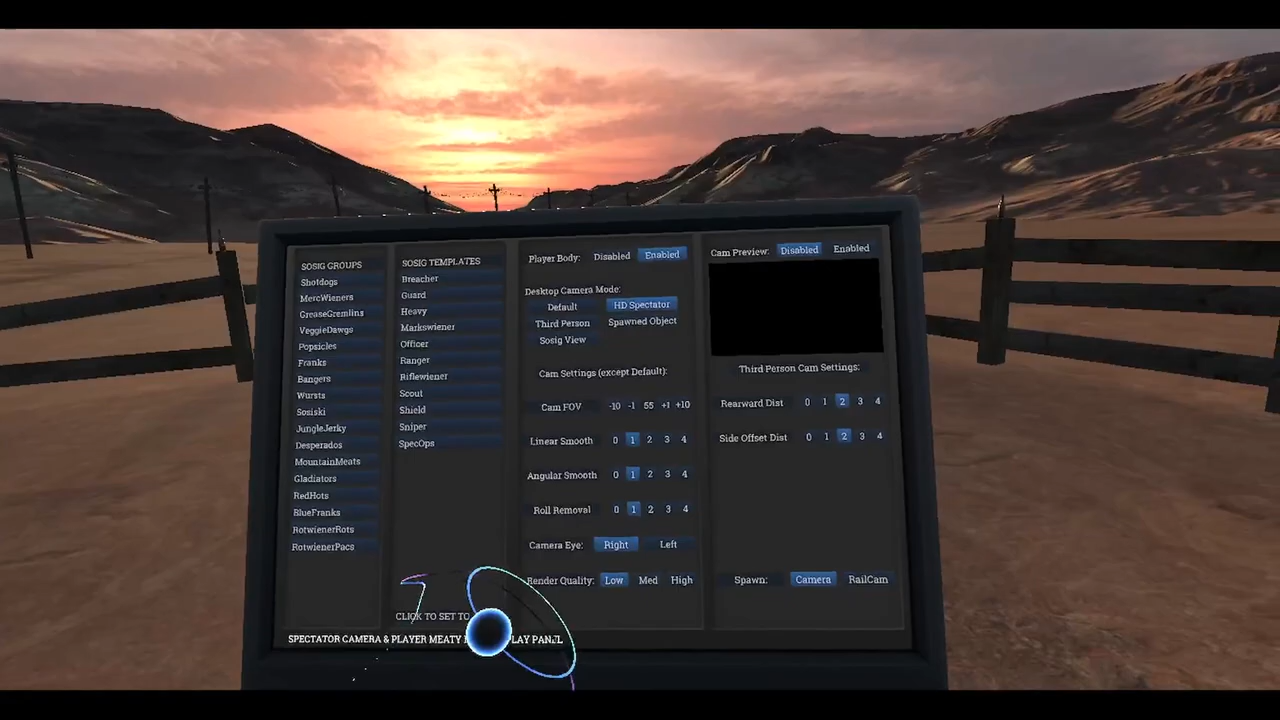 SOSIG GROUPS
Shotdogs
MercWieners
GreaseGremlins
VeggieDawgs
Popsicles
Franks
Bangers
Wursts
Sosiski
JungleJerky
Desperados
MountainMeats
Gladiators
RedHots
BlueFranks
RotwienerRots
RotwienerPacs
SOSIG TEMPLATES
Breacher
Guard
Heavy
Markswiener
Officer
Ranger
Riflewiener
Scout
Shield
Sniper
SpecOps
CLICK TO SET TO
Player Body: Disabled Enabled
Desktop Camera Mode:
Default HD Spectator
Third Person Spawned Object
Sosig View
Cam Settings (except Default):
Cam FOV -10 -1 55 +1 +10
Linear Smooth 0 1 2 3 4
Angular Smooth 0 1 2 3 4
Roll Removal 0 1 2 3 4
Camera Eye: Right Left
Render Quality: Low Med High
Cam Preview: Disabled Enabled
Third Person Cam Settings:
Rearward Dist 0 1 2 3 4
Side Offset Dist 0 1 2 3 4
Spawn: Camera RailCam
SPECTATOR CAMERA & PLAYER MEATY PANEL